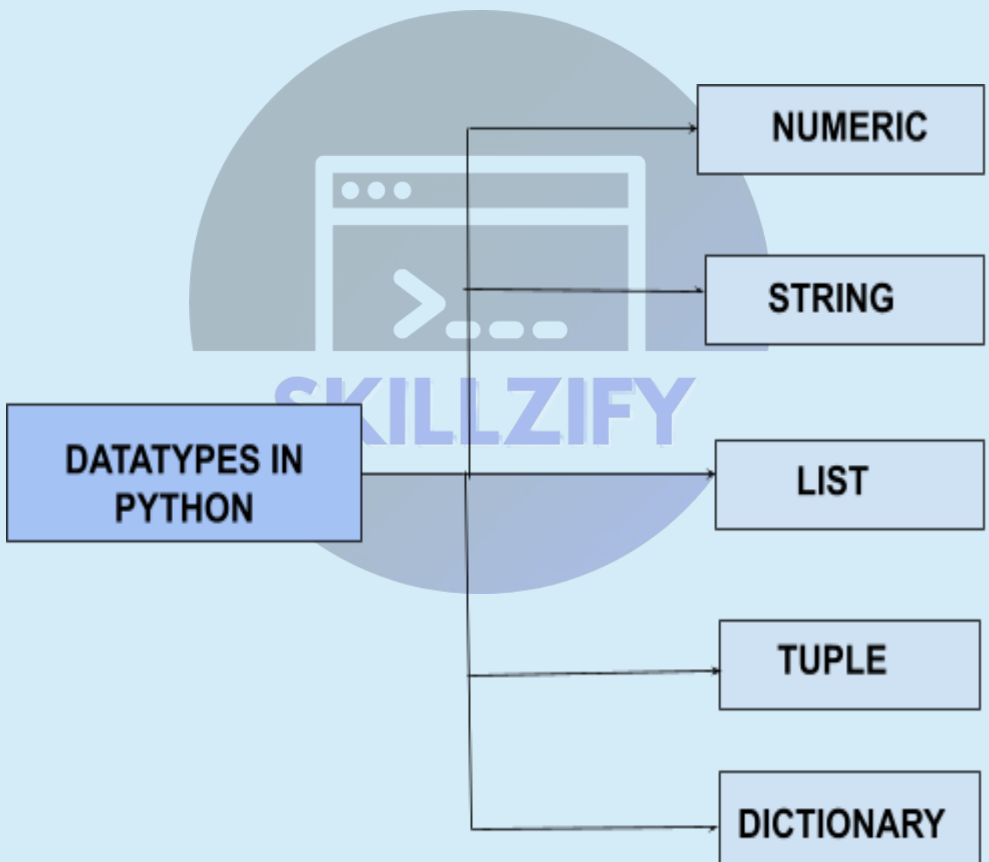 NUMERIC
STRING
SKILLZIFY
DATATYPES IN
PYTHON
LIST
TUPLE
DICTIONARY